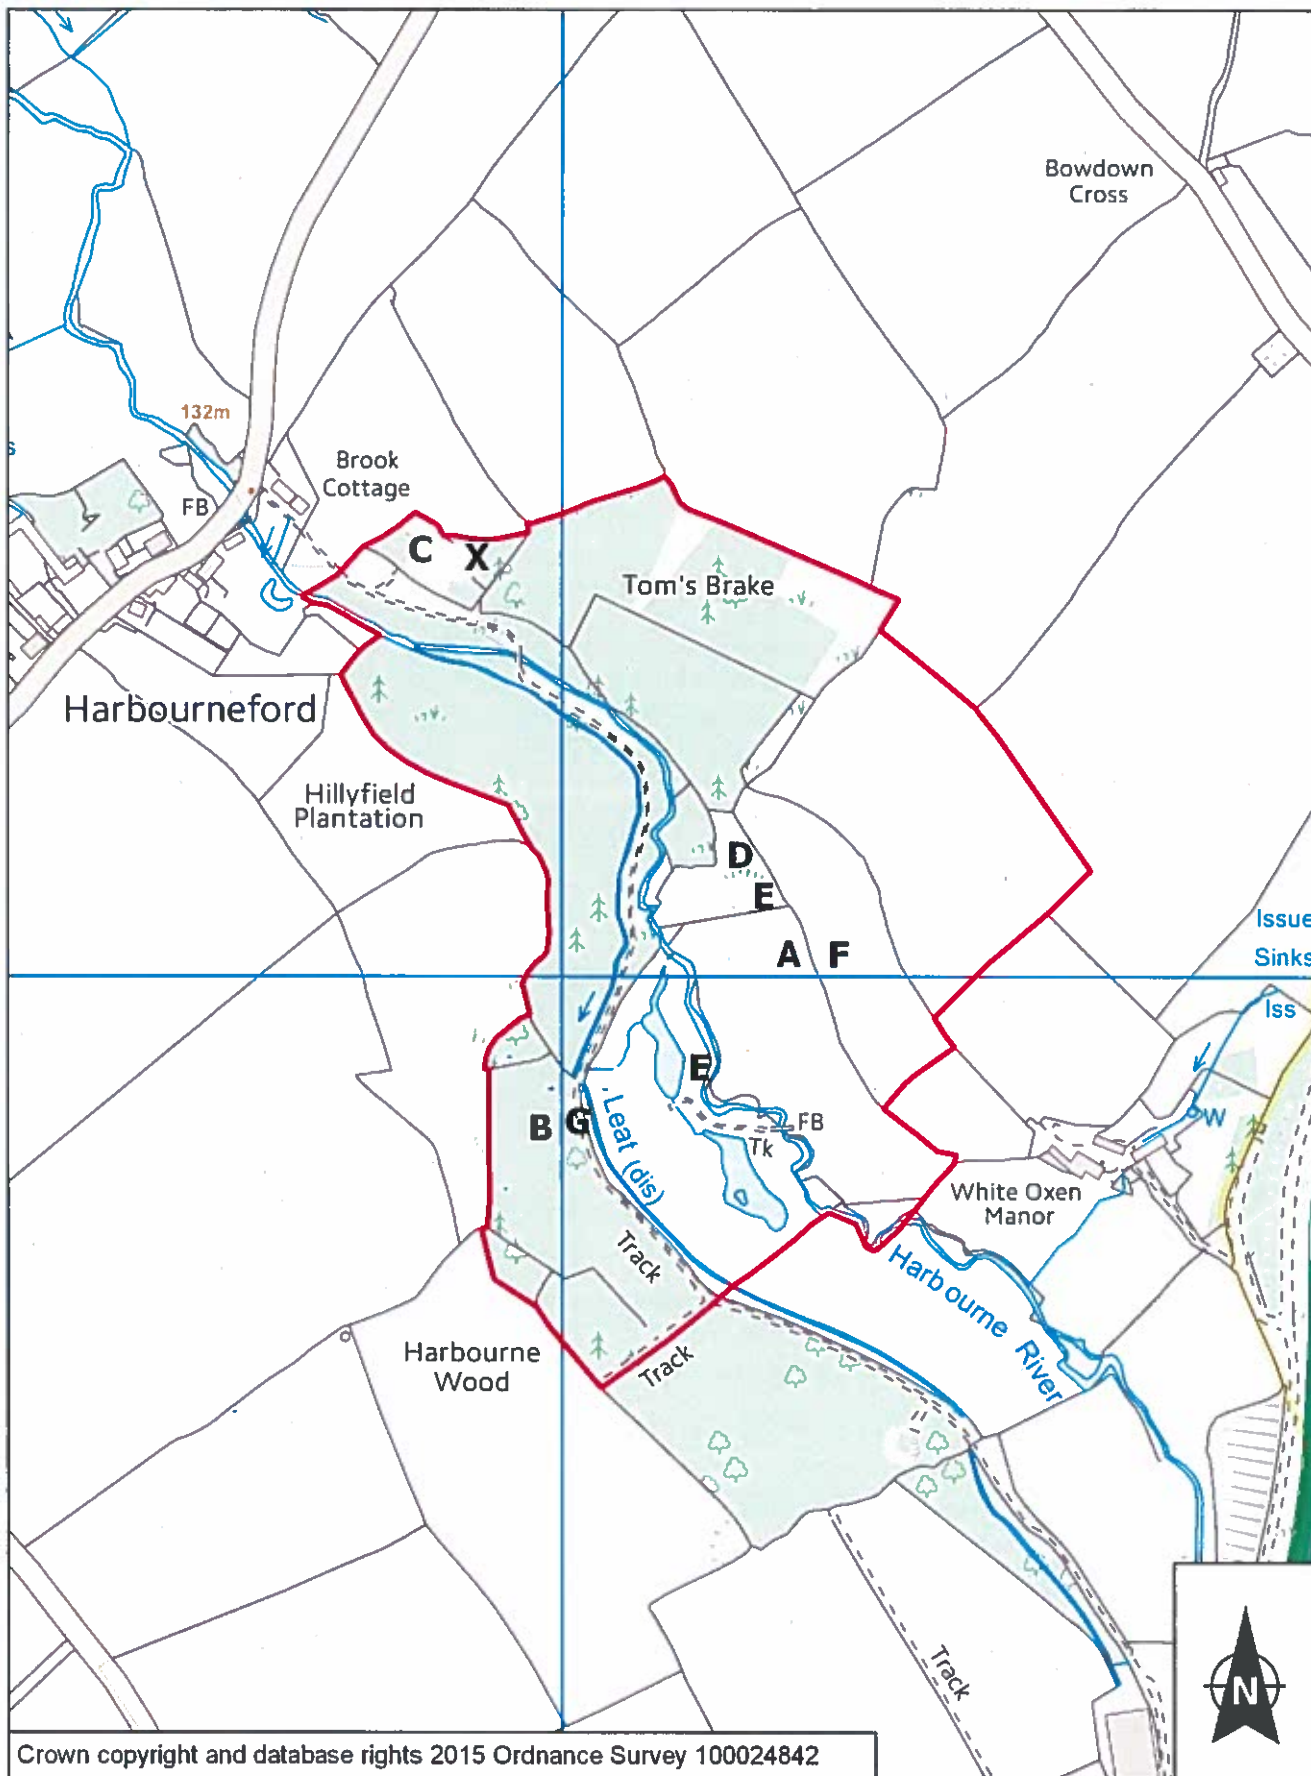 Bowdown
Cross
132m
Brook
Cottage
FB
C X
Tom's Brake
Harbourneford
Hillyfield
Plantation
D
E
A F
Issue
Sinks
Iss
E
B G
Leat (dis)
FB
Tk
W
White Oxen
Manor
Track
Harbourne River
Harbourne
Wood
Track
Track
N
Crown copyright and database rights 2015 Ordnance Survey 100024842